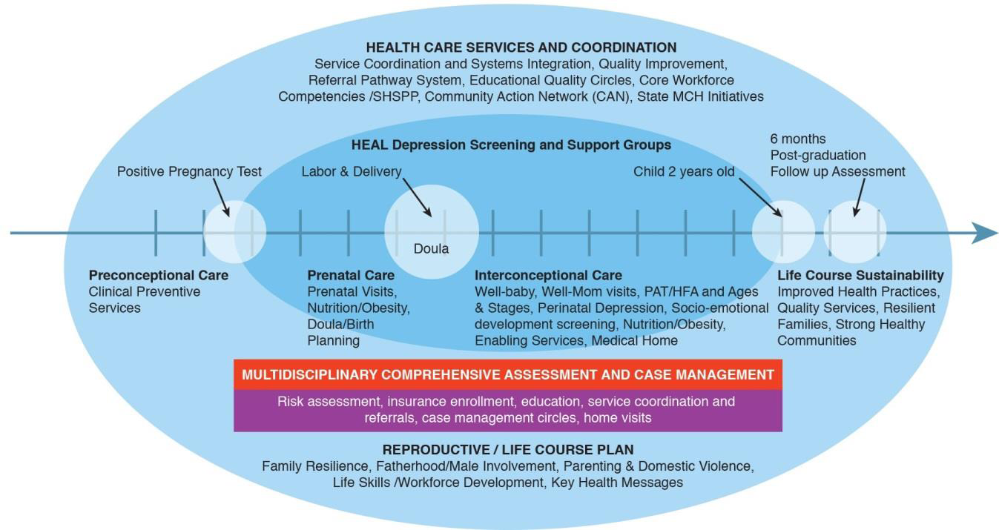 HEALTH CARE SERVICES AND COORDINATION
Service Coordination and Systems Integration, Quality Improvement,
Referral Pathway System, Educational Quality Circles, Core Workforce
Competencies /SHSPP, Community Action Network (CAN), State MCH Initiatives
HEAL Depression Screening and Support Groups
Positive Pregnancy Test
Labor & Delivery
Child 2 years old
6 months
Post-graduation
Follow up Assessment
Doula
Preconceptional Care
Clinical Preventive
Services
Prenatal Care
Prenatal Visits,
Nutrition/Obesity,
Doula/Birth
Planning
Interconceptional Care
Well-baby, Well-Mom visits, PAT/HFA and Ages
& Stages, Perinatal Depression, Socio-emotional
development screening, Nutrition/Obesity,
Enabling Services, Medical Home
Life Course Sustainability
Improved Health Practices,
Quality Services, Resilient
Families, Strong Healthy
Communities
MULTIDISCIPLINARY COMPREHENSIVE ASSESSMENT AND CASE MANAGEMENT
Risk assessment, insurance enrollment, education, service coordination and
referrals, case management circles, home visits
REPRODUCTIVE / LIFE COURSE PLAN
Family Resilience, Fatherhood/Male Involvement, Parenting & Domestic Violence,
Life Skills /Workforce Development, Key Health Messages